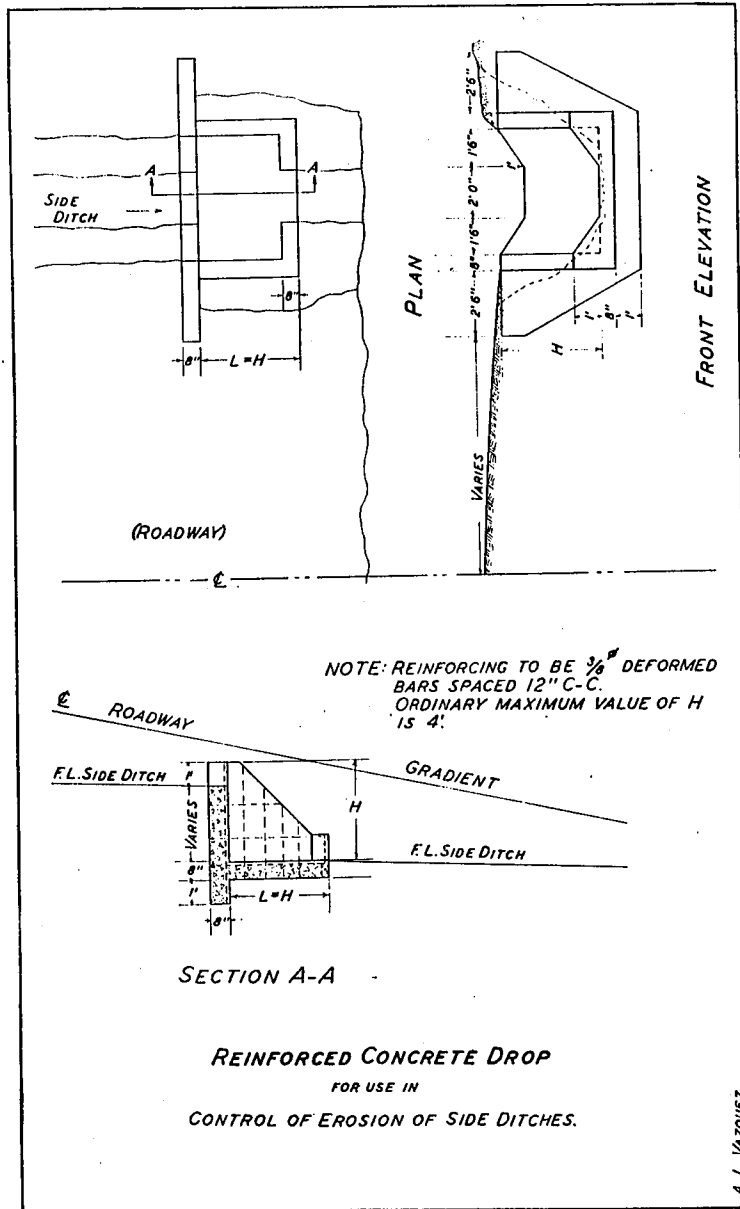 A
A
SIDE
DITCH
8"
8"
L=H
(ROADWAY)
℄
PLAN
2'6"
8"
1'6"
2'0"
1'6"
8"
2'6"
VARIES
1'
1'
8"
1'
H
FRONT ELEVATION
NOTE: REINFORCING TO BE 3/8"ø DEFORMED
BARS SPACED 12" C-C.
ORDINARY MAXIMUM VALUE OF H
IS 4'.
℄ ROADWAY
GRADIENT
F.L. SIDE DITCH
1'
VARIES
8"
1'
H
F.L. SIDE DITCH
L=H
8"
SECTION A-A
REINFORCED CONCRETE DROP
FOR USE IN
CONTROL OF EROSION OF SIDE DITCHES.